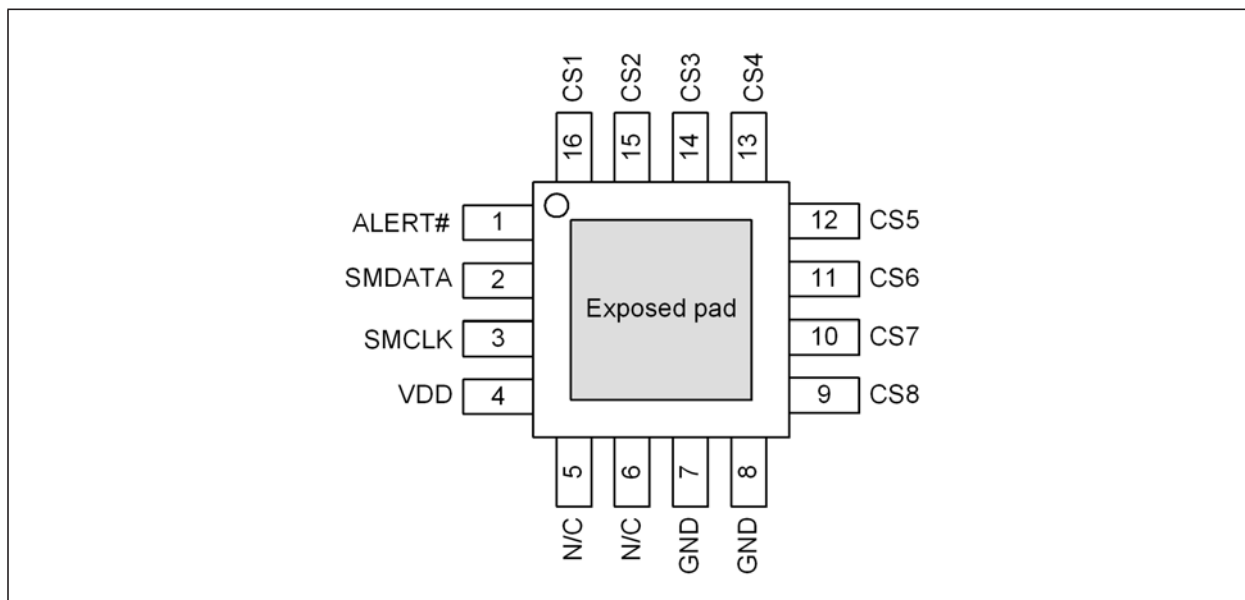 CS1 CS2 CS3 CS4
16 15 14 13
ALERT# 1 12 CS5
SMDATA 2 11 CS6
Exposed pad
SMCLK 3 10 CS7
VDD 4 9 CS8
5 6 7 8
N/C N/C GND GND